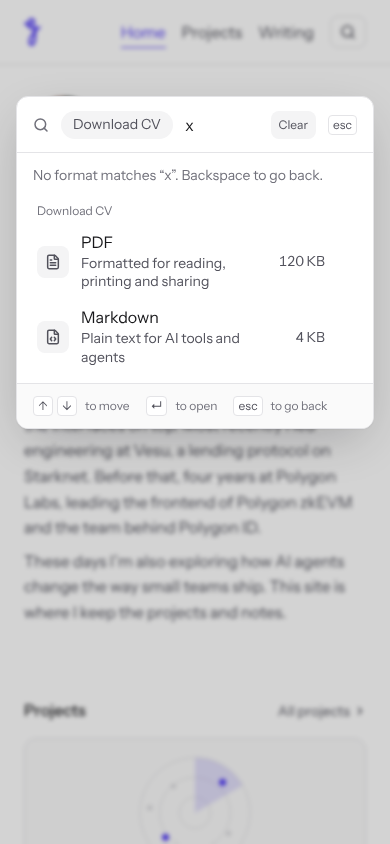 Home Projects Writing
Download CV x Clear esc
No format matches “x”. Backspace to go back.
Download CV
PDF
Formatted for reading,
printing and sharing
120 KB
Markdown
Plain text for AI tools and
agents
4 KB
↑ ↓ to move ↵ to open esc to go back
engineering at Vesu, a lending protocol on
Starknet. Before that, four years at Polygon
Labs, leading the frontend of Polygon zkEVM
and the team behind Polygon ID.
These days I'm also exploring how AI agents
change the way small teams ship. This site is
where I keep the projects and notes.
Projects
All projects ›